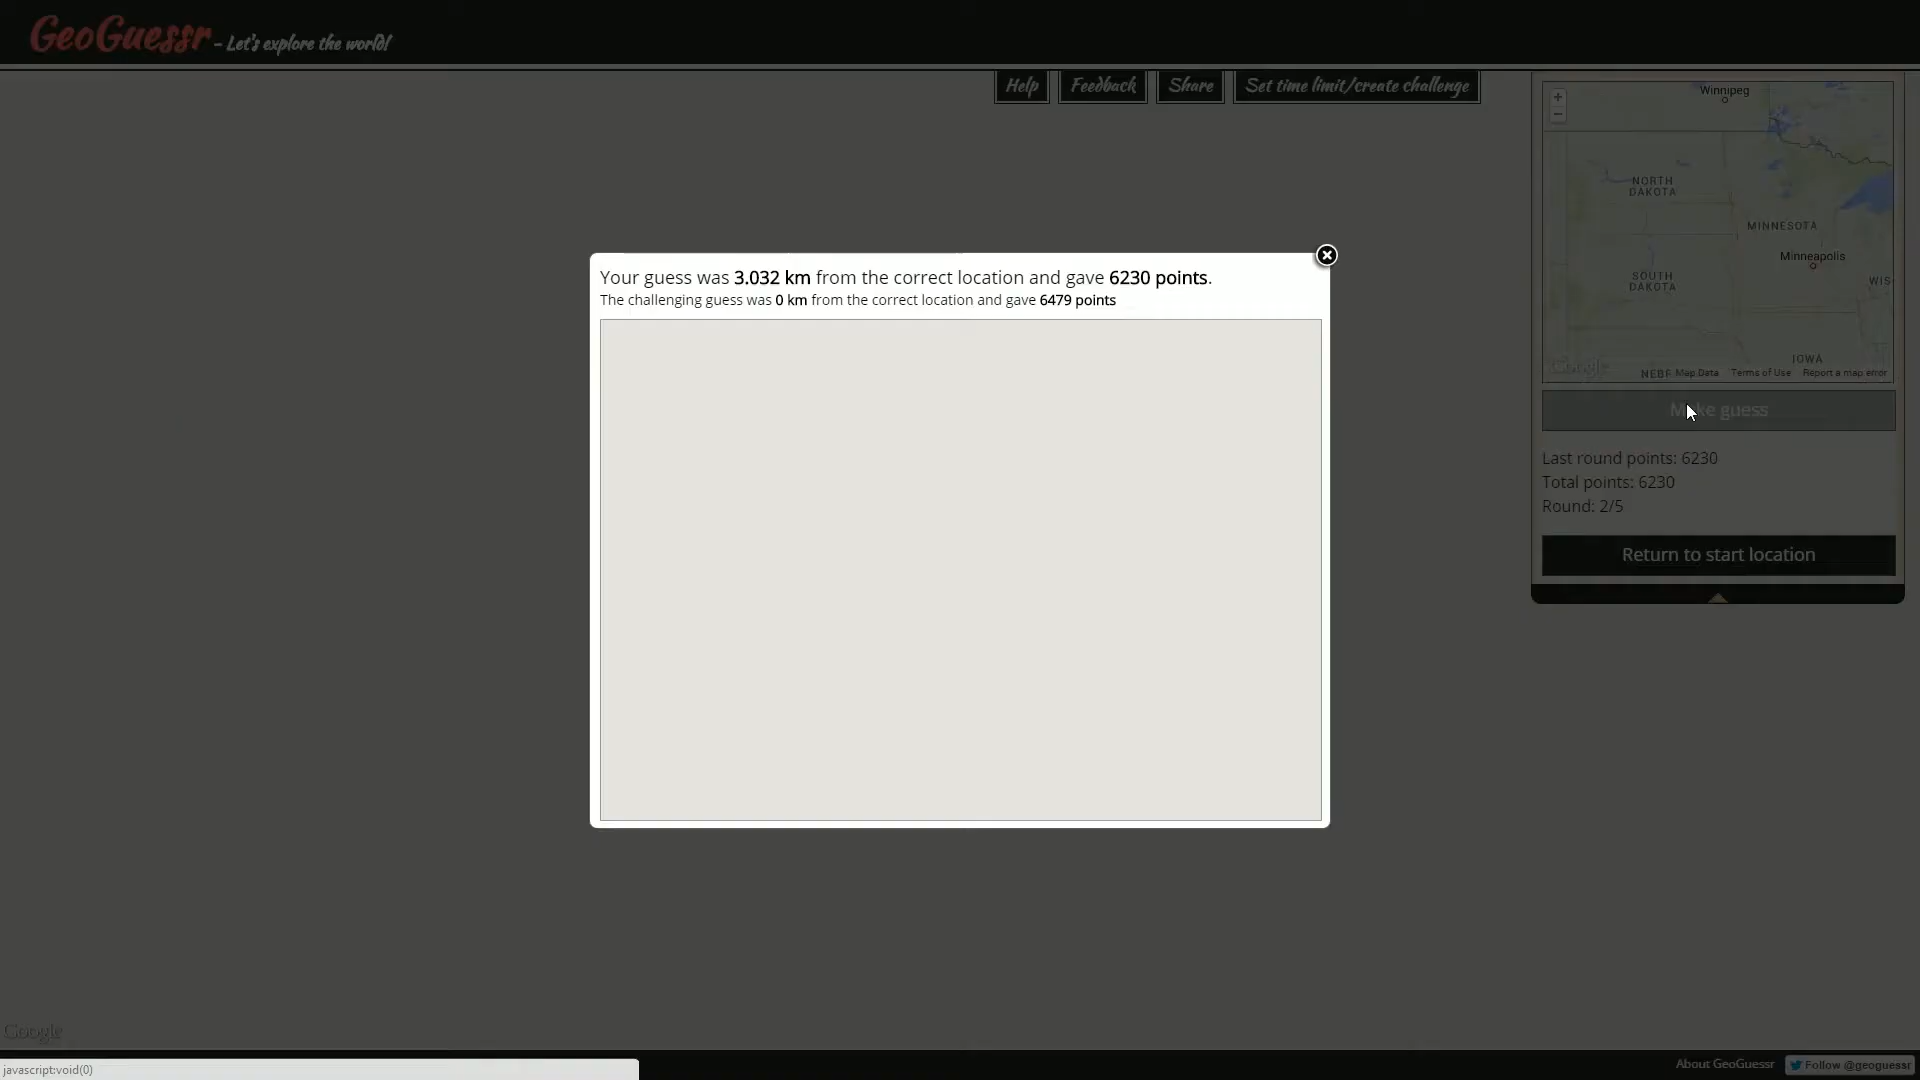 GeoGuessr - Let's explore the world!
Help
Feedback
Share
Set time limit/create challenge
+
−
Winnipeg
NORTH
DAKOTA
MINNESOTA
Minneapolis
SOUTH
DAKOTA
WIS
IOWA
Google
NEBR
Map Data
Terms of Use
Report a map error
Your guess was 3.032 km from the correct location and gave 6230 points.
The challenging guess was 0 km from the correct location and gave 6479 points
Make guess
Last round points: 6230
Total points: 6230
Round: 2/5
Return to start location
Google
javascript:void(0)
About GeoGuessr
Follow @geoguessr